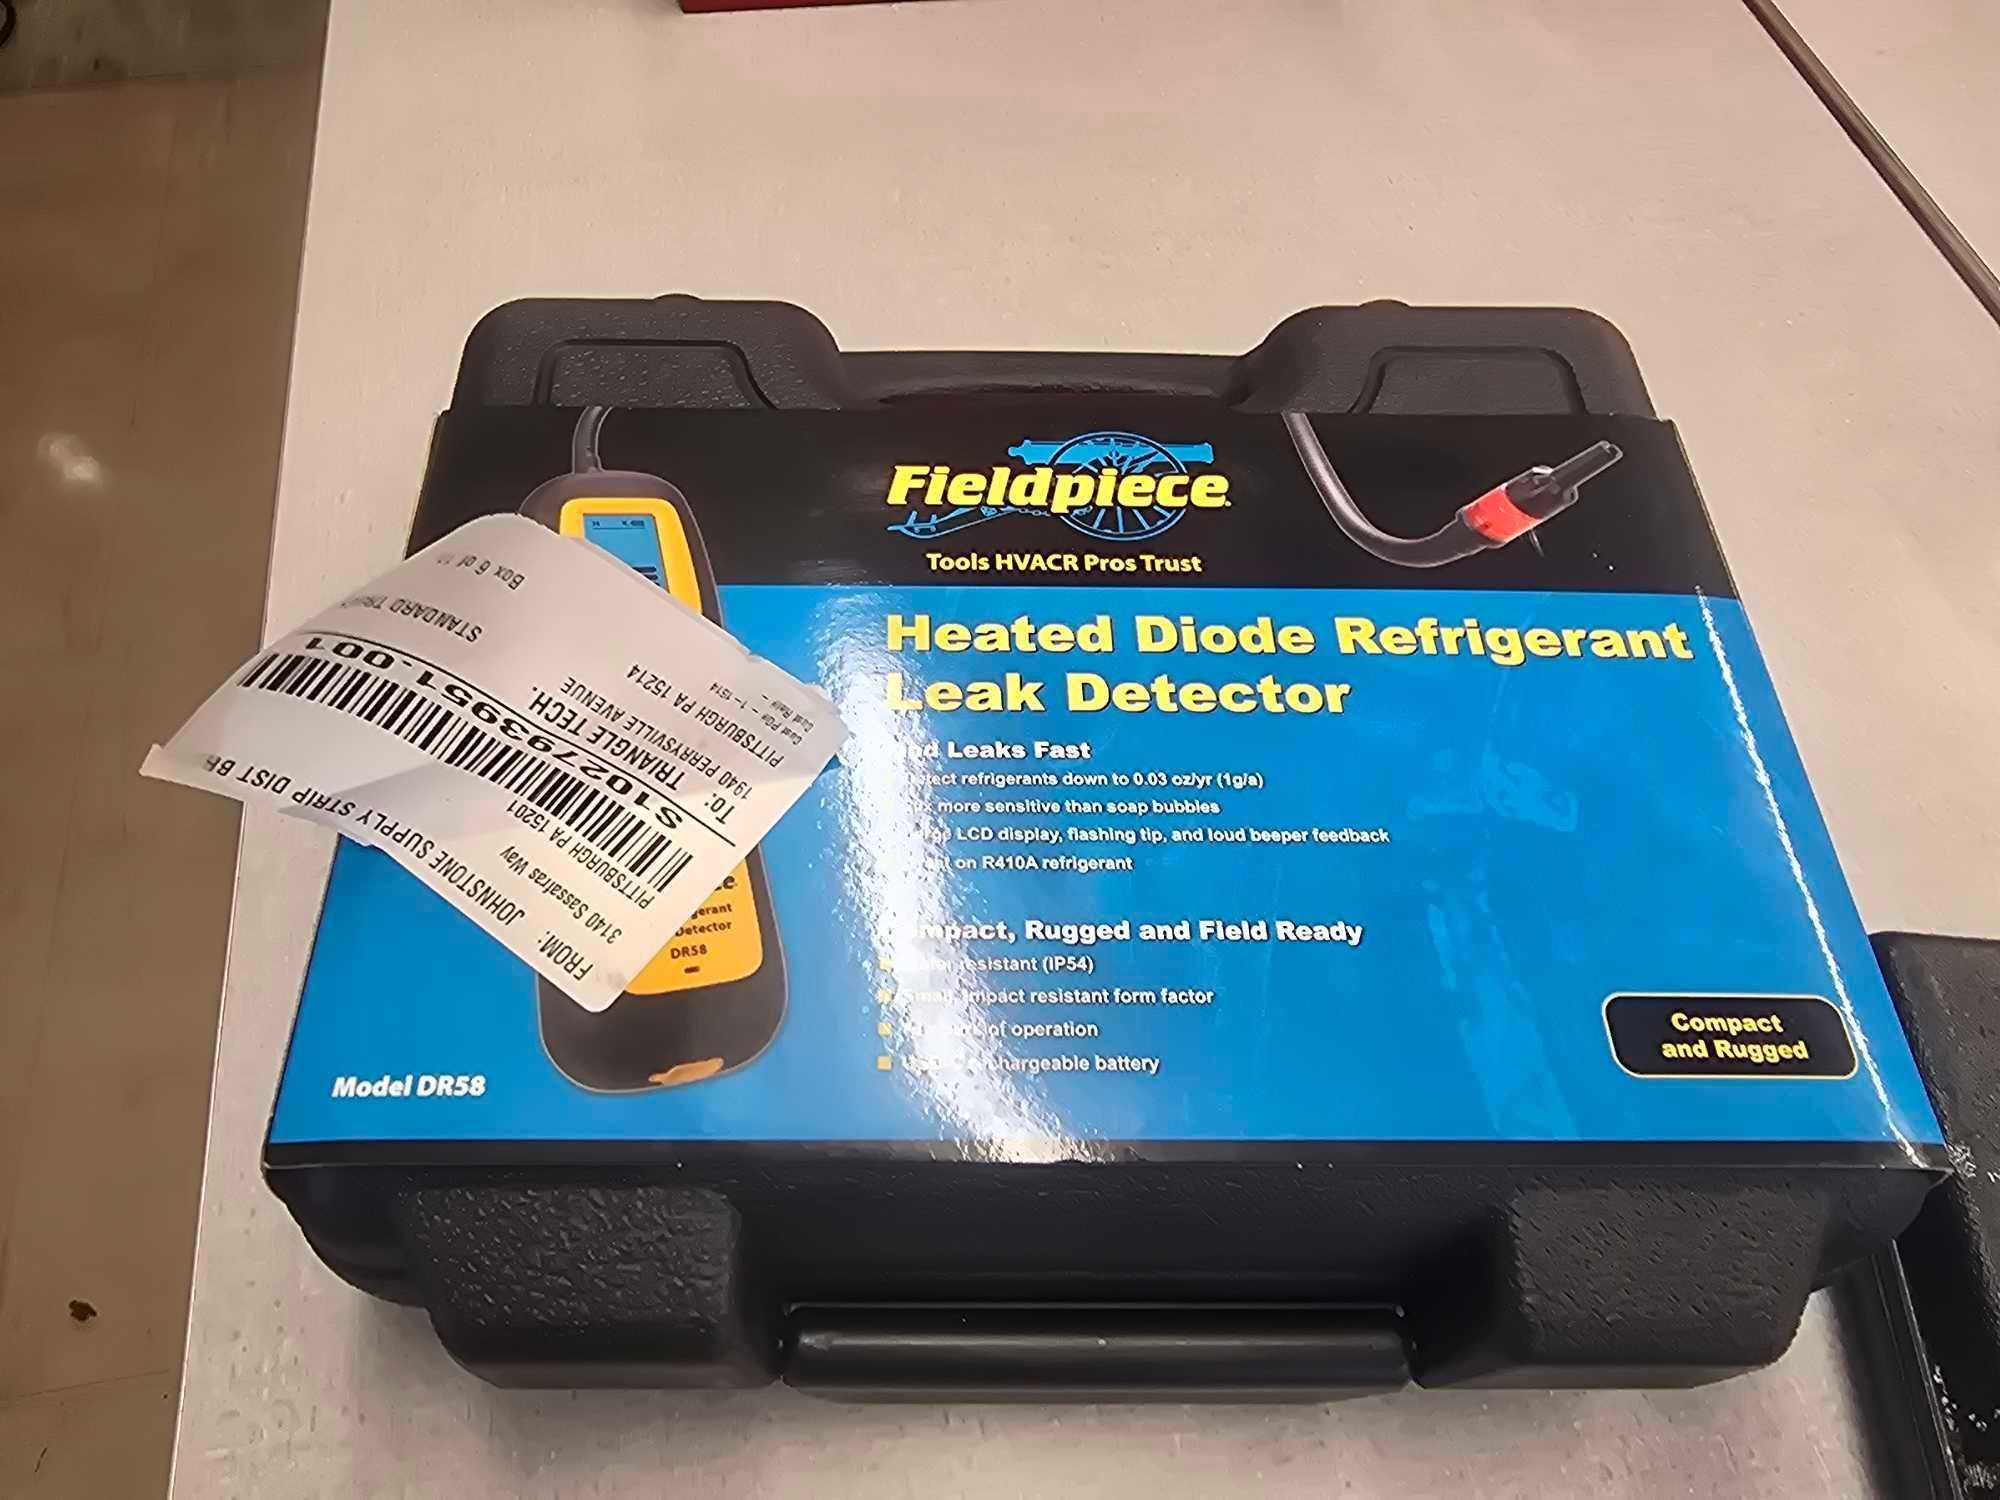 Fieldpiece
Tools HVACR Pros Trust
Heated Diode Refrigerant
Leak Detector
Leaks Fast
refrigerants down to 0.03 oz/yr (1g/a)
more sensitive than soap bubbles
LCD display, flashing tip, and loud beeper feedback
on R410A refrigerant
Rugged and Field Ready
resistant (IP54)
Small, impact resistant form factor
of operation
battery
Compact
and Rugged
Model DR58
Detector
DR58
FROM:
JOHNSTONE SUPPLY STRIP DIST
3140 Sassafras Way
PITTSBURGH PA 15201
TO:
TRIANGLE TECH.
1940 PERRYSVILLE AVENUE
PITTSBURGH PA 15214
S102793951.001
STANDARD
Box 6 of